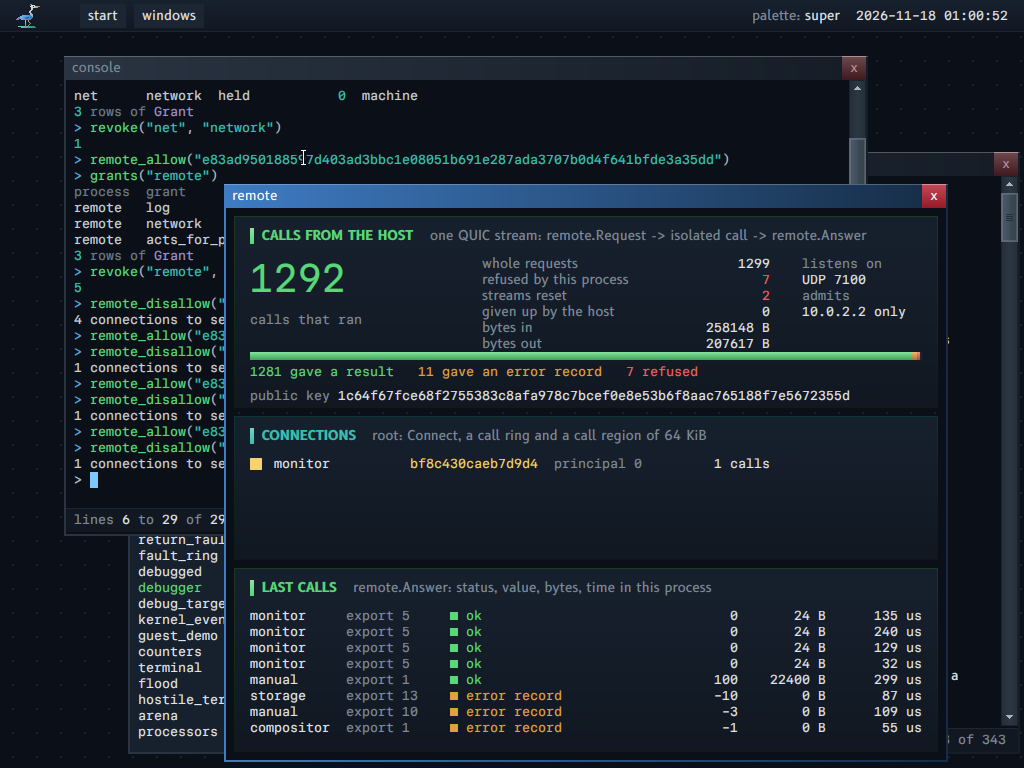 start windows palette: super 2026-11-18 01:00:52
console x
net network held 0 machine
3 rows of Grant
> revoke("net", "network")
1
> remote_allow("e83ad950188597d403ad3bbc1e08051b691e287ada3707b0d4f641bfde3a35dd")
> grants("remote")
process grant
remote log
remote network
remote acts_for_p
3 rows of Grant
> revoke("remote",
5
> remote_disallow("
4 connections to se
> remote_allow("e83
> remote_disallow("
1 connections to se
> remote_allow("e83
> remote_disallow("
1 connections to se
> remote_allow("e83
> remote_disallow("
1 connections to se
>
lines 6 to 29 of 29
x
remote x
CALLS FROM THE HOST one QUIC stream: remote.Request -> isolated call -> remote.Answer
1292
calls that ran
whole requests 1299
refused by this process 7
streams reset 2
given up by the host 0
bytes in 258148 B
bytes out 207617 B
listens on
UDP 7100
admits
10.0.2.2 only
1281 gave a result 11 gave an error record 7 refused
public key 1c64f67fce68f2755383c8afa978c7bcef0e8e53b6f8aac765188f7e5672355d
CONNECTIONS root: Connect, a call ring and a call region of 64 KiB
monitor bf8c430caeb7d9d4 principal 0 1 calls
LAST CALLS remote.Answer: status, value, bytes, time in this process
monitor export 5 ok 0 24 B 135 us
monitor export 5 ok 0 24 B 240 us
monitor export 5 ok 0 24 B 129 us
monitor export 5 ok 0 24 B 32 us
manual export 1 ok 100 22400 B 299 us
storage export 13 error record -10 0 B 87 us
manual export 10 error record -3 0 B 109 us
compositor export 1 error record -1 0 B 55 us
return_faul
fault_ring
debugged
debugger
debug_targe
kernel_even
guest_demo
counters
terminal
flood
hostile_ter
arena
processors
a
of 343